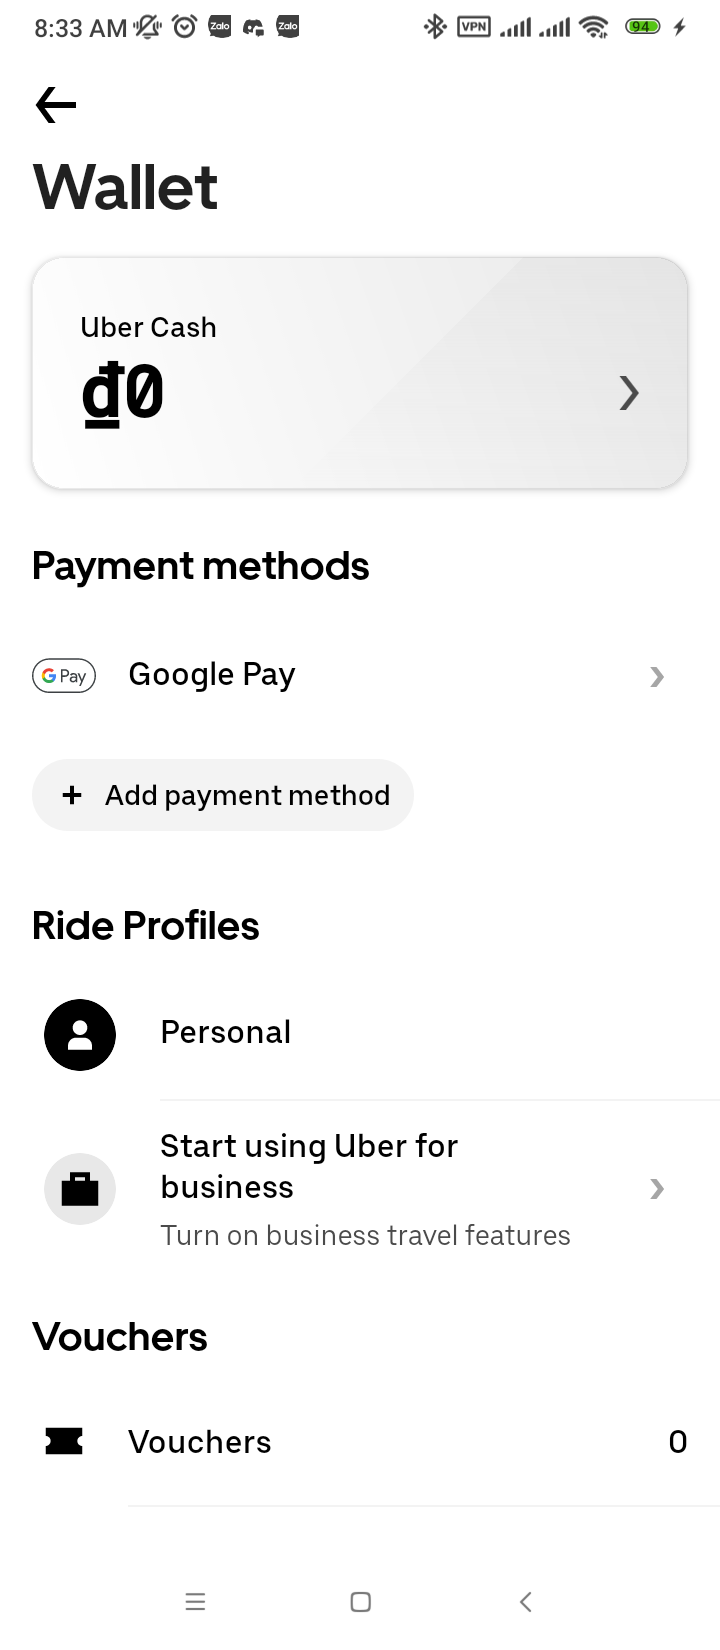 8:33 AM Zalo Zalo VPN 94
Wallet
Uber Cash
₫0
Payment methods
G Pay Google Pay
+ Add payment method
Ride Profiles
Personal
Start using Uber for
business
Turn on business travel features
Vouchers
Vouchers 0